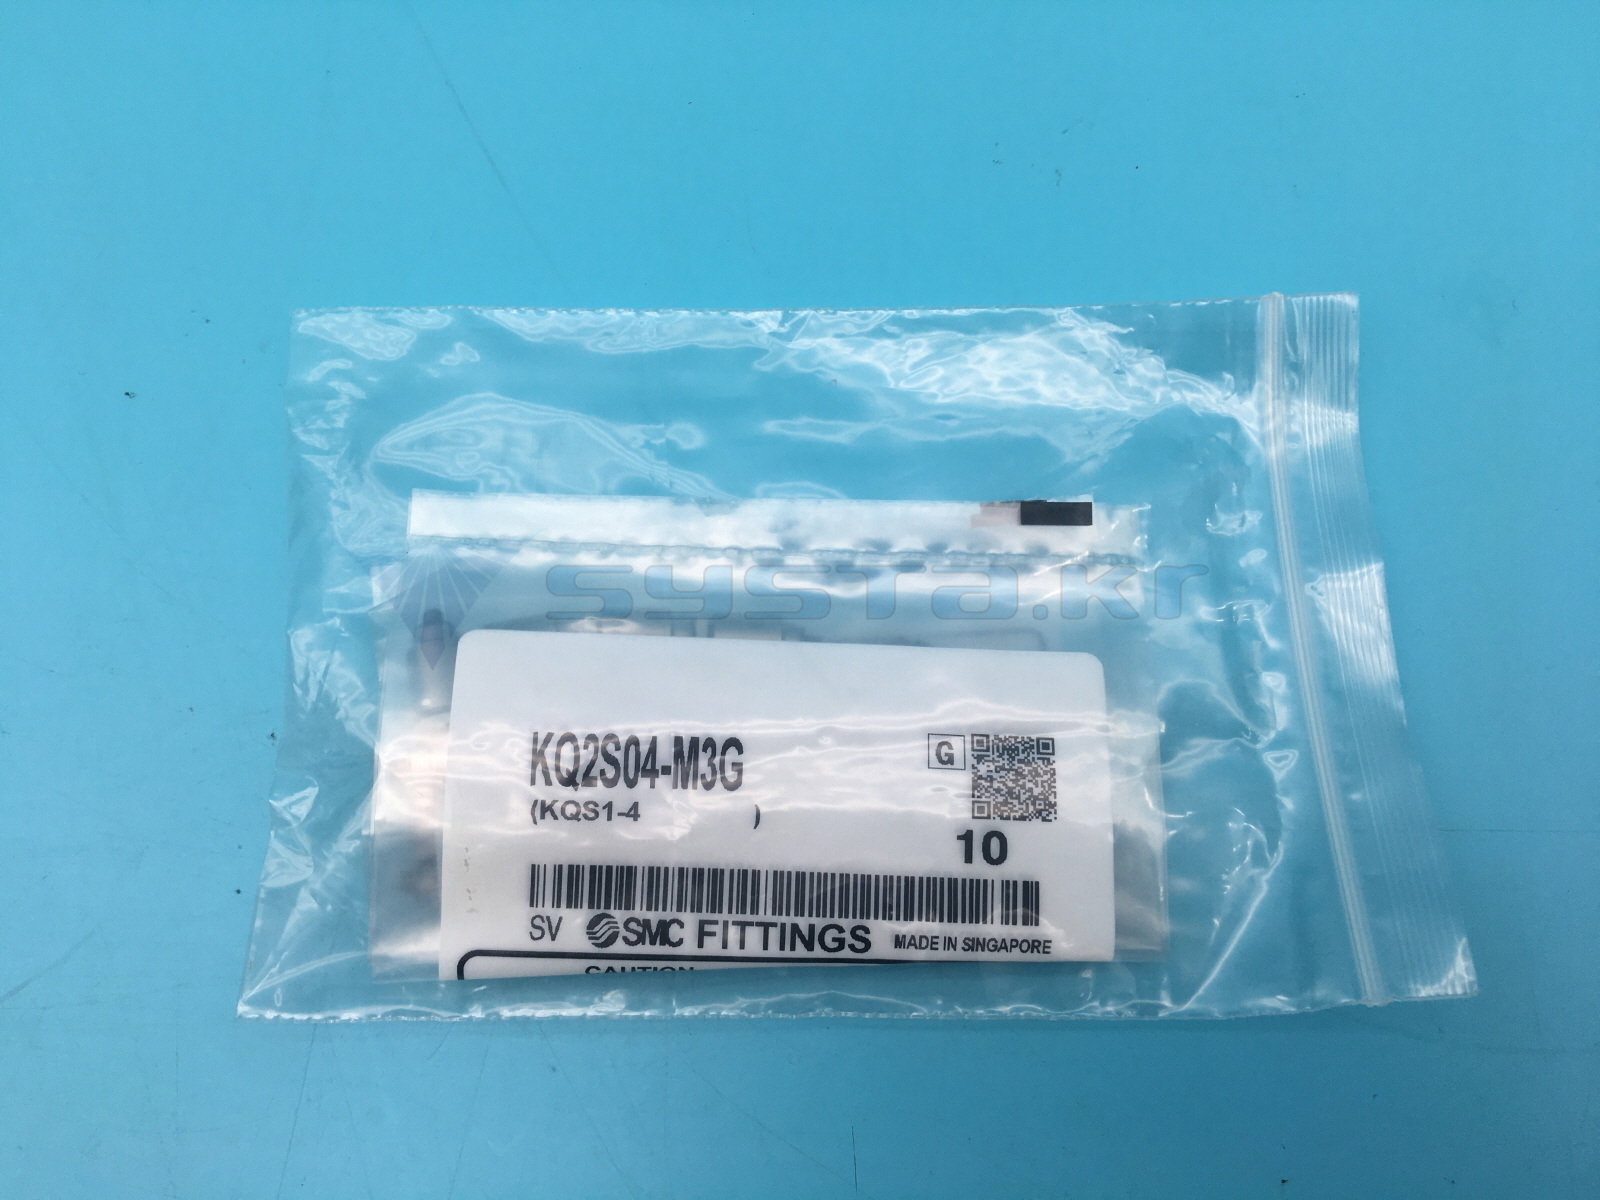 systa.kr
KQ2S04-M3G
(KQS1-4 )
G
10
SV SMC FITTINGS MADE IN SINGAPORE
CAUTION